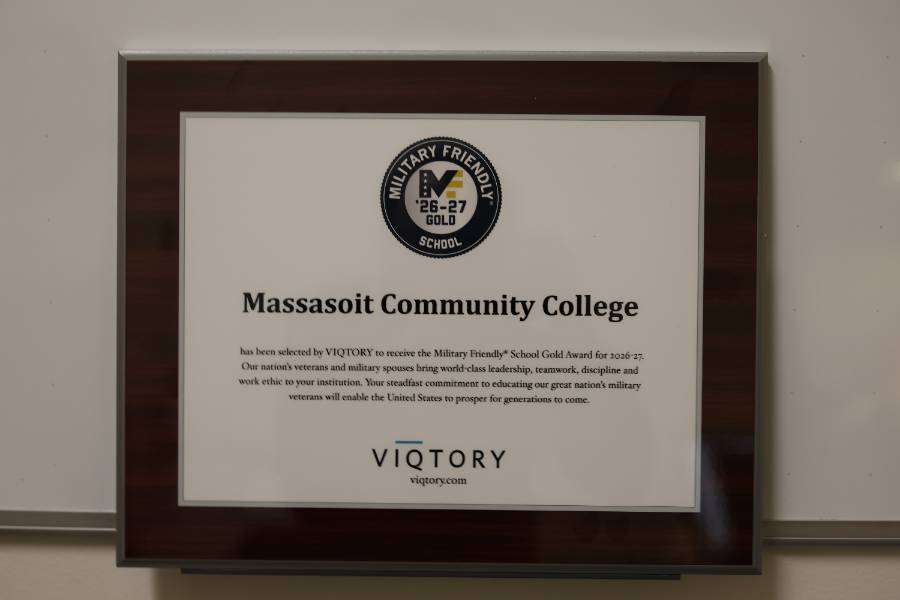 MILITARY FRIENDLY®
MF
'26-27
GOLD
SCHOOL
Massasoit Community College
has been selected by VIQTORY to receive the Military Friendly® School Gold Award for 2026-27.
Our nation's veterans and military spouses bring world-class leadership, teamwork, discipline and
work ethic to your institution. Your steadfast commitment to educating our great nation's military
veterans will enable the United States to prosper for generations to come.
VIQTORY
viqtory.com